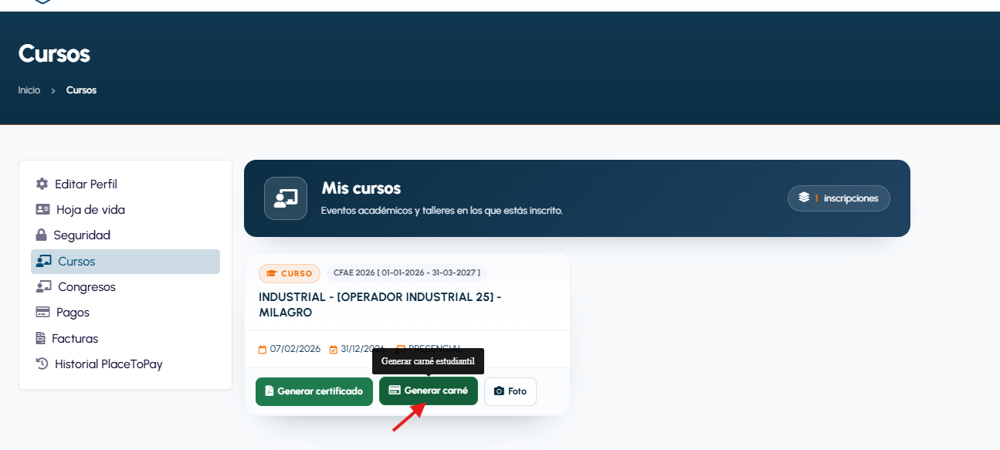 Cursos
Inicio > Cursos
Editar Perfil
Hoja de vida
Seguridad
Cursos
Congresos
Pagos
Facturas
Historial PlaceToPay
Mis cursos
Eventos académicos y talleres en los que estás inscrito.
1 inscripciones
CURSO
CFAE 2026 [ 01-01-2026 - 31-03-2027 ]
INDUSTRIAL - [OPERADOR INDUSTRIAL 25] -
MILAGRO
07/02/2026 31/12/2026 PRESENCIAL
Generar carné estudiantil
Generar certificado
Generar carné
Foto